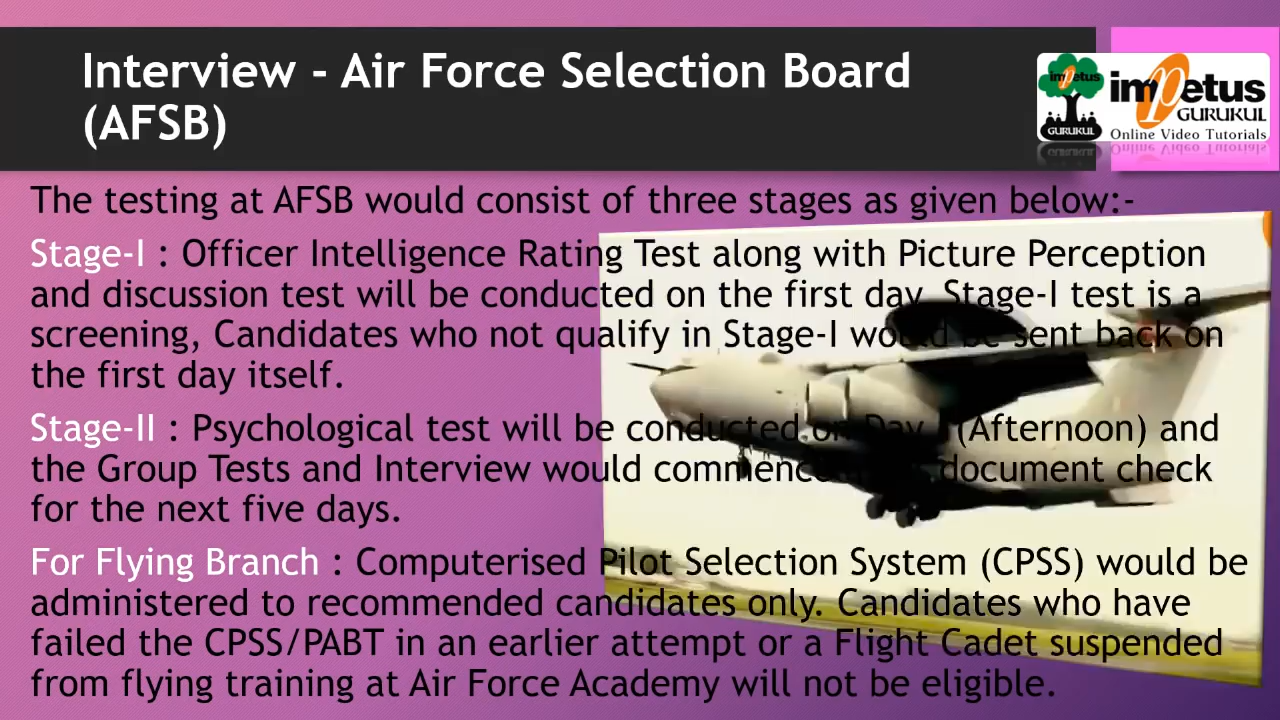 Interview - Air Force Selection Board
(AFSB)
impetus
GURUKUL
impetus
GURUKUL
Online Video Tutorials
The testing at AFSB would consist of three stages as given below:-
Stage-I : Officer Intelligence Rating Test along with Picture Perception
and discussion test will be conducted on the first day. Stage-I test is a
screening, Candidates who not qualify in Stage-I would be sent back on
the first day itself.
Stage-II : Psychological test will be conducted on Day (Afternoon) and
the Group Tests and Interview would commence document check
for the next five days.
For Flying Branch : Computerised Pilot Selection System (CPSS) would be
administered to recommended candidates only. Candidates who have
failed the CPSS/PABT in an earlier attempt or a Flight Cadet suspended
from flying training at Air Force Academy will not be eligible.